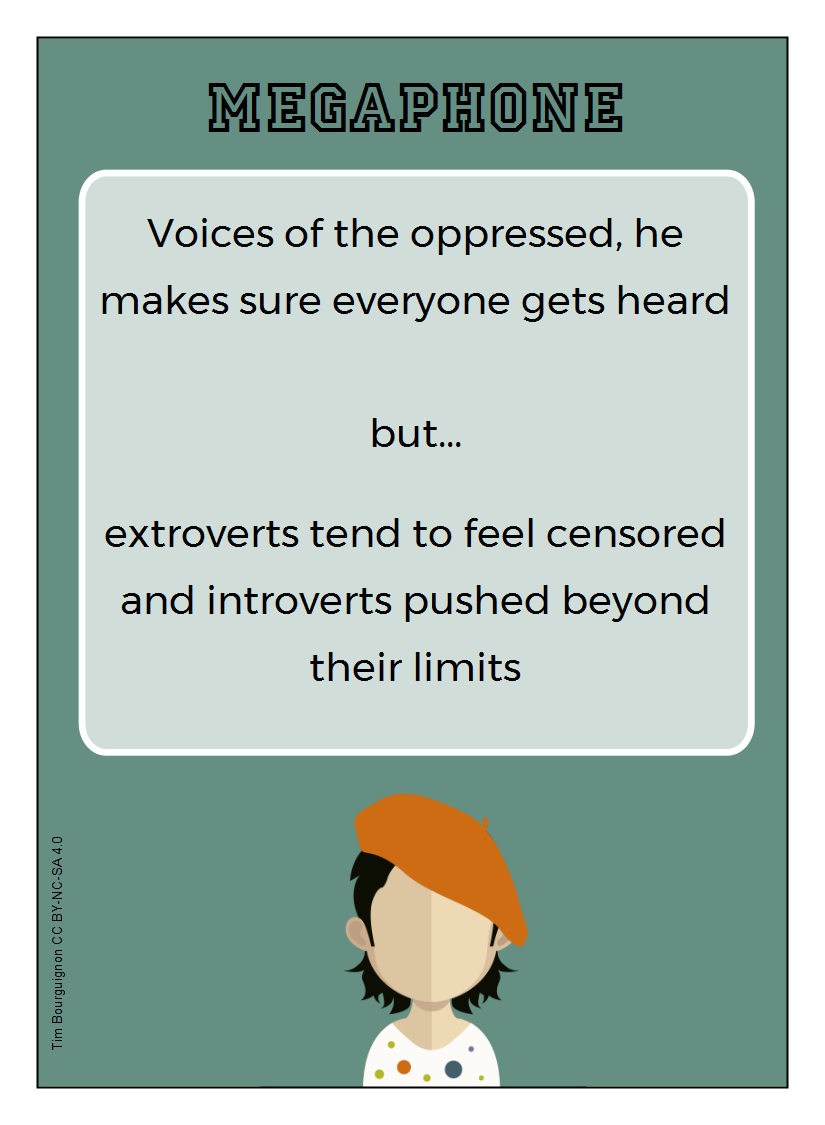 MEGAPHONE
Voices of the oppressed, he
makes sure everyone gets heard
but...
extroverts tend to feel censored
and introverts pushed beyond
their limits
Tim Bourguignon CC BY-NC-SA 4.0